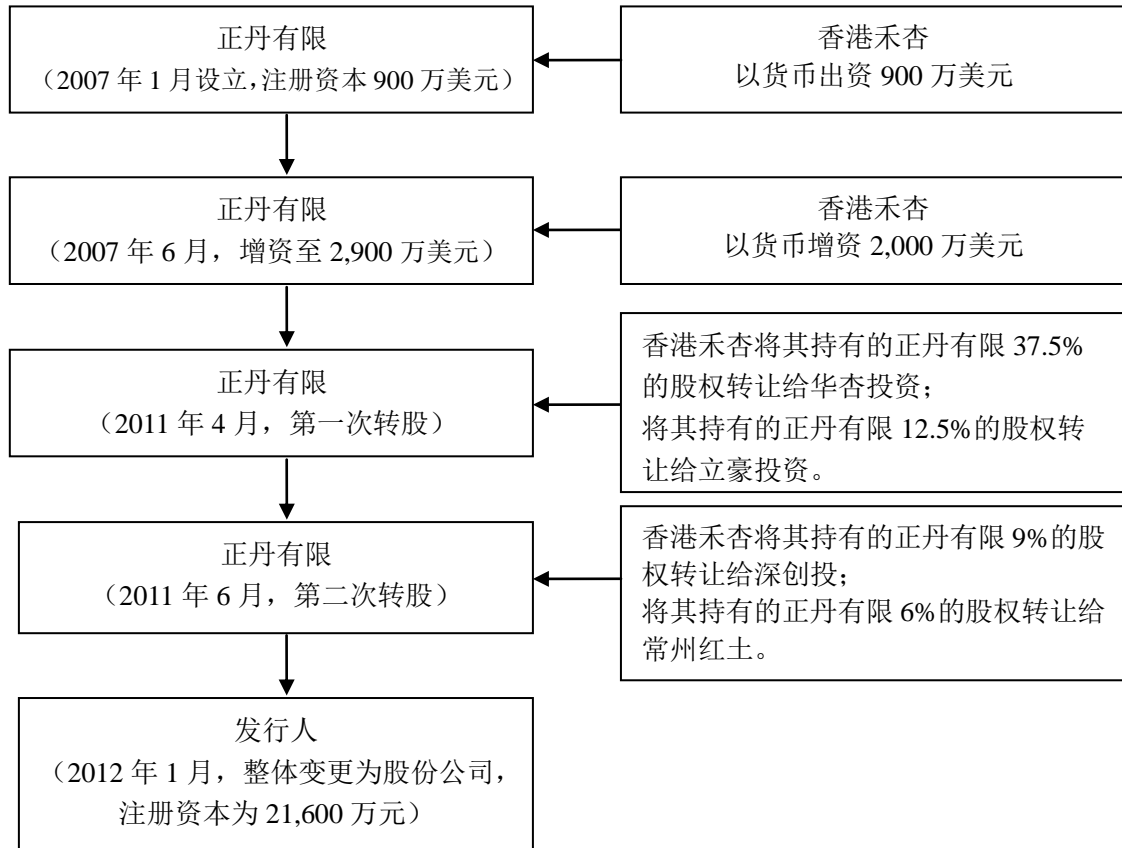 正丹有限
（2007 年 1 月设立，注册资本 900 万美元）
香港禾杏
以货币出资 900 万美元
正丹有限
（2007 年 6 月，增资至 2,900 万美元）
香港禾杏
以货币增资 2,000 万美元
正丹有限
（2011 年 4 月，第一次转股）
香港禾杏将其持有的正丹有限 37.5%
的股权转让给华杏投资；
将其持有的正丹有限 12.5%的股权转
让给立豪投资。
正丹有限
（2011 年 6 月，第二次转股）
香港禾杏将其持有的正丹有限 9%的股
权转让给深创投；
将其持有的正丹有限 6%的股权转让给
常州红土。
发行人
（2012 年 1 月，整体变更为股份公司，
注册资本为 21,600 万元）